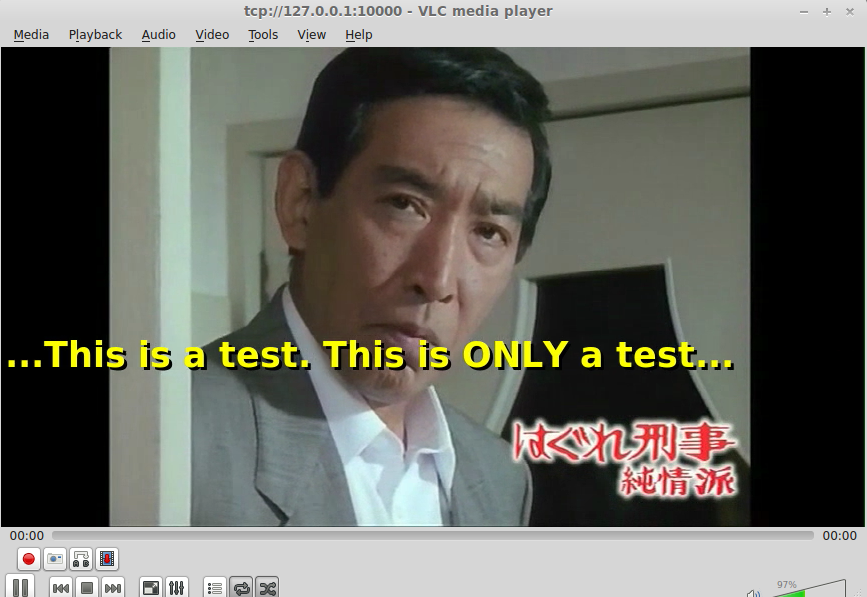 tcp://127.0.0.1:10000 - VLC media player
Media Playback Audio Video Tools View Help
...This is a test. This is ONLY a test...
はぐれ刑事
純情派
00:00 00:00
A B
97%